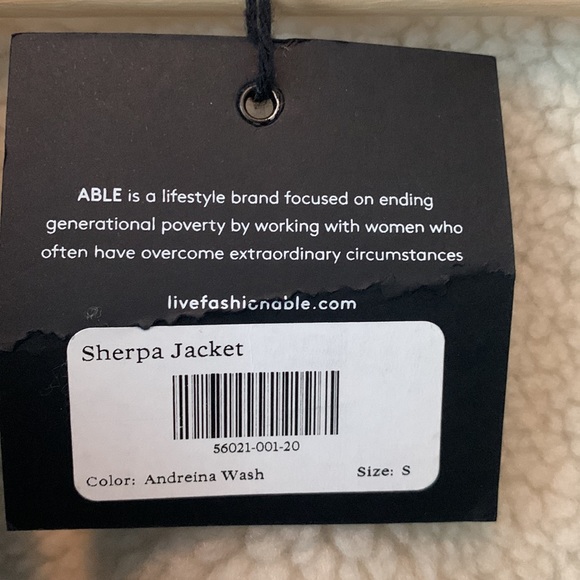 ABLE is a lifestyle brand focused on ending
generational poverty by working with women who
often have overcome extraordinary circumstances
livefashionable.com
Sherpa Jacket
56021-001-20
Color: Andreina Wash Size: S